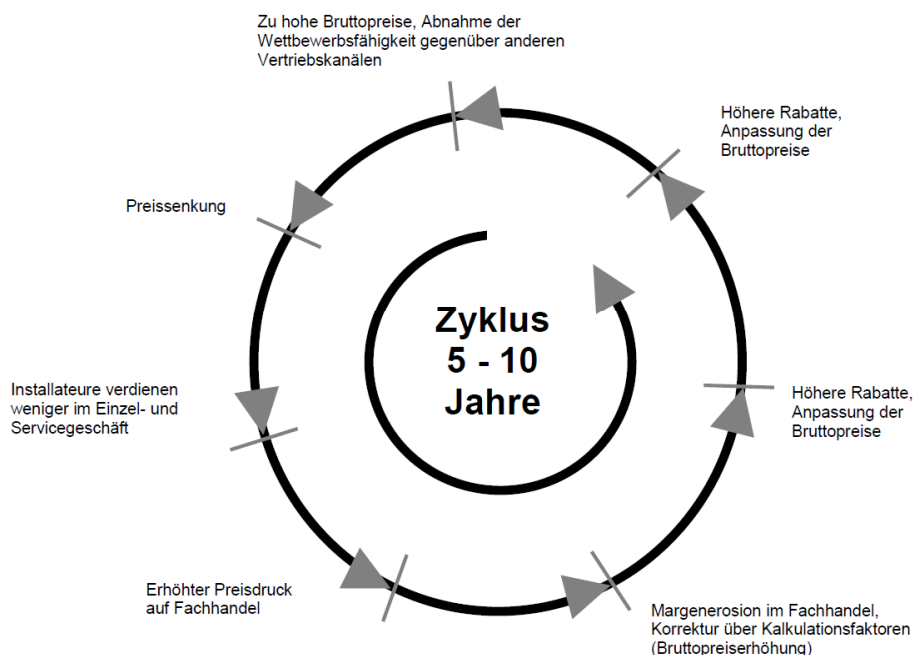 Zu hohe Bruttopreise, Abnahme der
Wettbewerbsfähigkeit gegenüber anderen
Vertriebskanälen
Höhere Rabatte,
Anpassung der
Bruttopreise
Preissenkung
Zyklus
5 - 10
Jahre
Installateure verdienen
weniger im Einzel- und
Servicegeschäft
Höhere Rabatte,
Anpassung der
Bruttopreise
Erhöhter Preisdruck
auf Fachhandel
Margenerosion im Fachhandel,
Korrektur über Kalkulationsfaktoren
(Bruttopreiserhöhung)